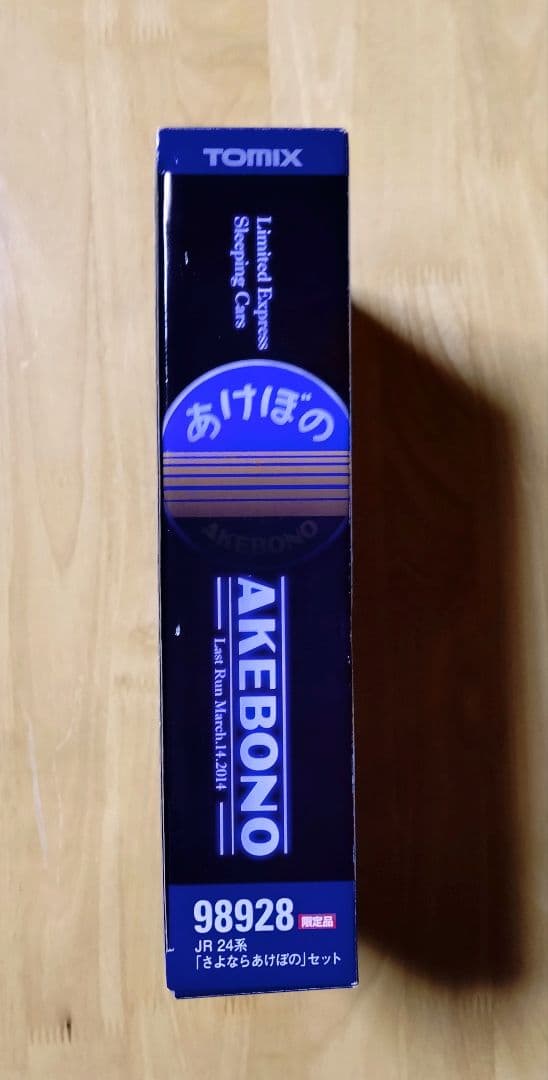 TOMIX
Limited Express
Sleeping Cars
あけぼの
AKEBONO
AKEBONO
Last Run March.14.2014
98928 限定品
JR 24系
「さよならあけぼの」セット